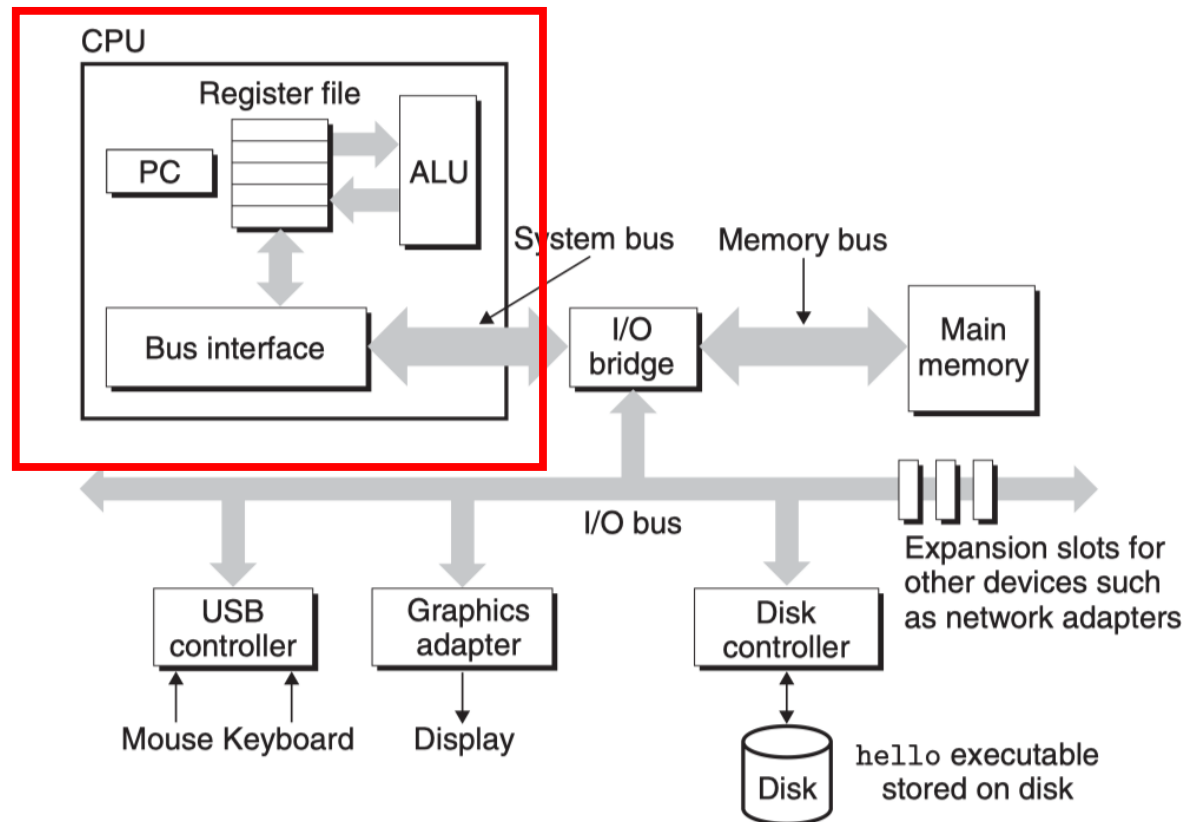 CPU
Register file
PC
ALU
System bus
Memory bus
Bus interface
I/O
bridge
Main
memory
I/O bus
Expansion slots for
other devices such
as network adapters
USB
controller
Graphics
adapter
Disk
controller
Mouse Keyboard
Display
Disk
hello executable
stored on disk